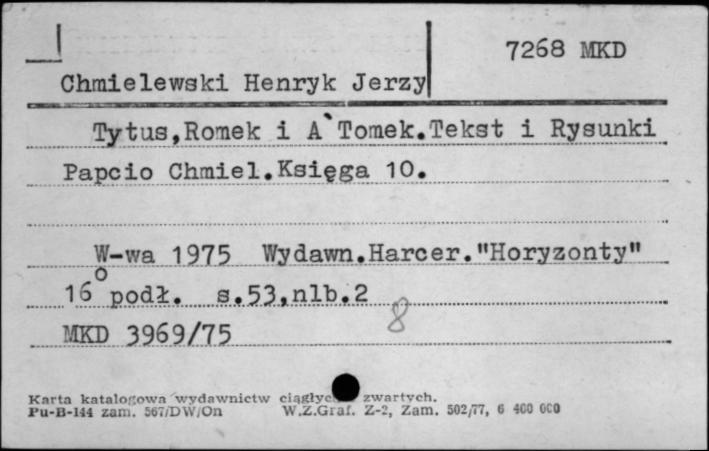 7268 MKD
Chmielewski Henryk Jerzy
Tytus,Romek i A`Tomek.Tekst i Rysunki
Papcio Chmiel.Księga 10.
W-wa 1975 Wydawn.Harcer."Horyzonty"
16° podł. s.53,nlb.2
8
MKD 3969/75
Karta katalogowa wydawnictw zwartych.
Pu-B-144 zam. 567/DW/On W.Z.Graf. Z-2, Zam. 502/77, 6 400 000